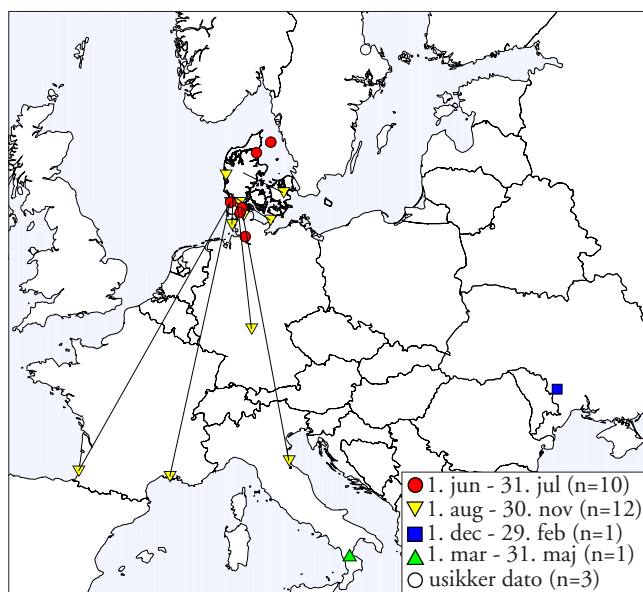 1. jun - 31. jul (n=10)
1. aug - 30. nov (n=12)
1. dec - 29. feb (n=1)
1. mar - 31. maj (n=1)
usikker dato (n=3)